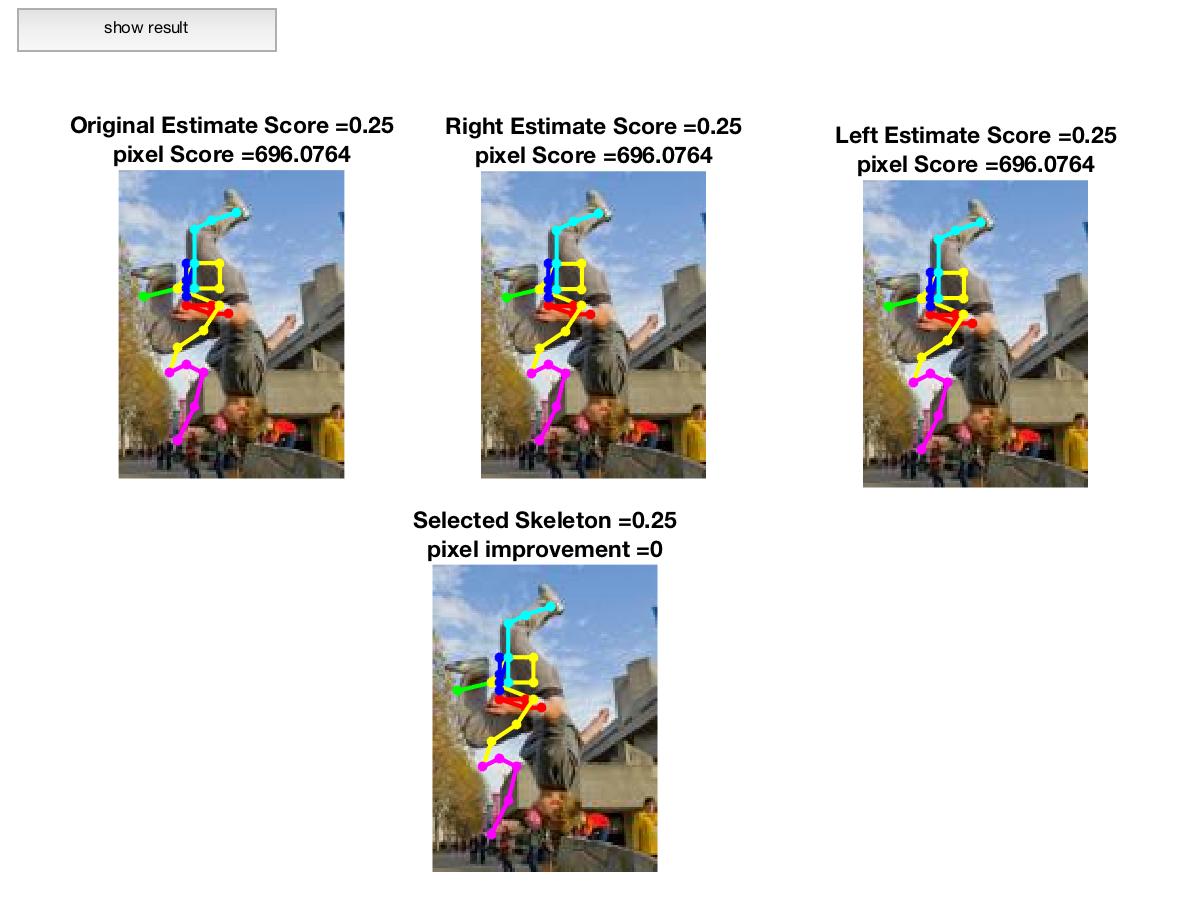 show result
Original Estimate Score =0.25
pixel Score =696.0764
Right Estimate Score =0.25
pixel Score =696.0764
Left Estimate Score =0.25
pixel Score =696.0764
Selected Skeleton =0.25
pixel improvement =0